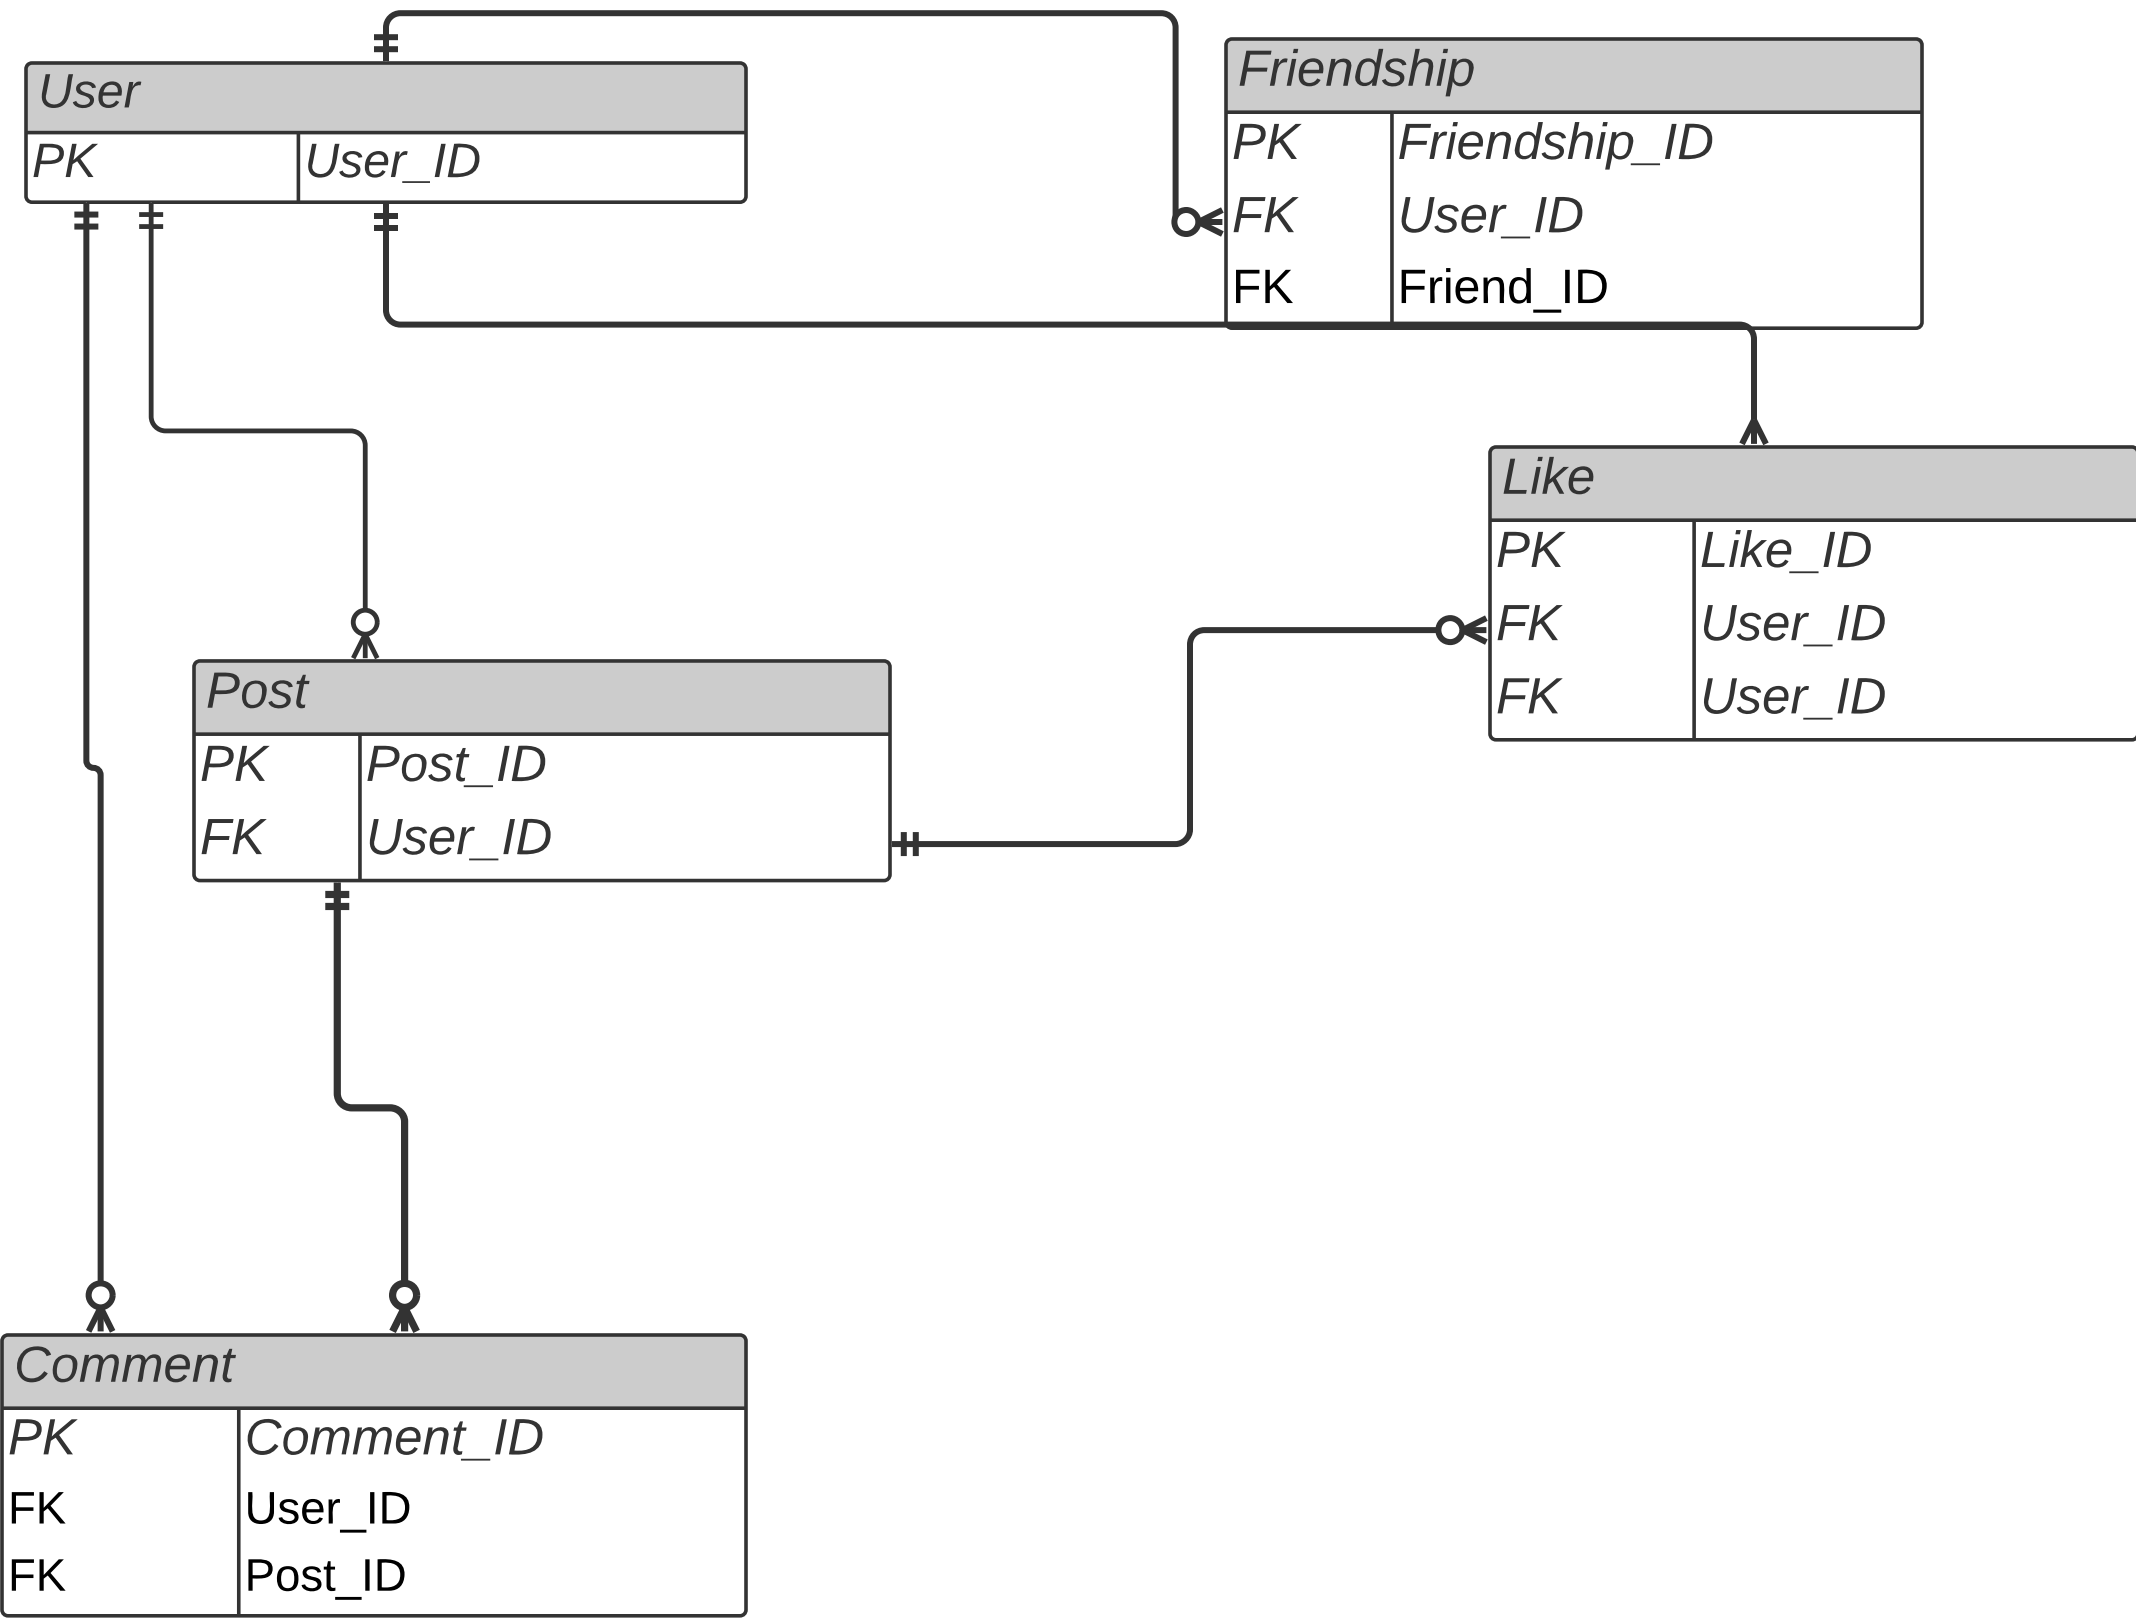 User
PK User_ID
Friendship
PK Friendship_ID
FK User_ID
FK Friend_ID
Like
PK Like_ID
FK User_ID
FK User_ID
Post
PK Post_ID
FK User_ID
Comment
PK Comment_ID
FK User_ID
FK Post_ID